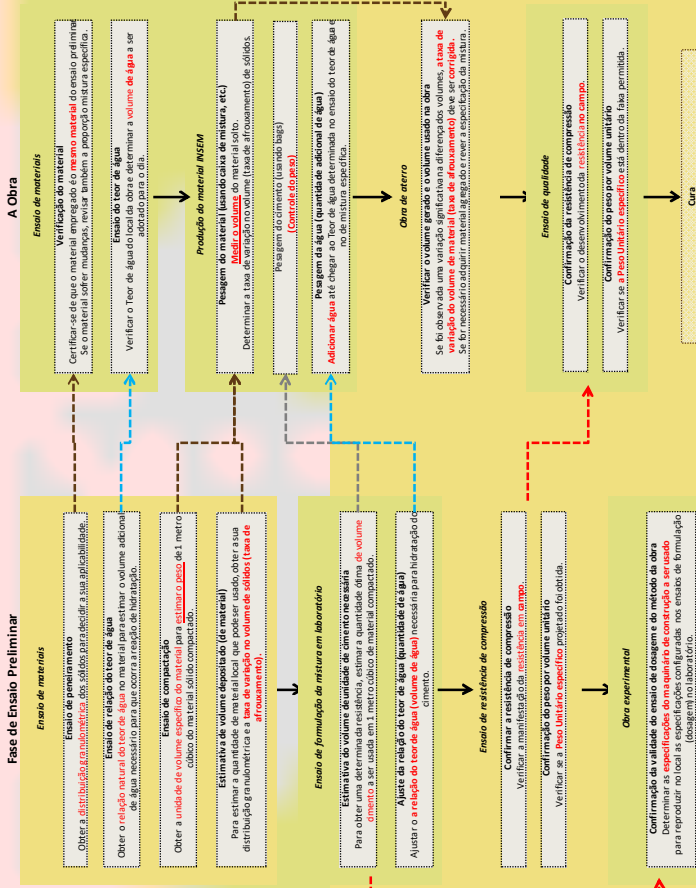 Fase de Ensaio Preliminar
Ensaio de materiais
Ensaio de peneiramento
Obter a distribuição granulométrica dos sólidos para decidir a sua aplicabilidade.
Ensaio de relação do teor de água
Obter o relação natural do teor de água no material para estimar o volume adicional
de água necessário para que ocorra a reação de hidratação.
Ensaio de compactação
Obter a unidade de volume específico do material para estimar o peso de 1 metro
cúbico do material sólido compactado.
Estimativa de volume depositado (de material)
Para estimar a quantidade de material local que pode ser usado, obter a sua
distribuição granulométrica e a taxa de variação no volume de sólidos (taxa de
afrouxamento).
Ensaio de formulação da mistura em laboratório
Estimativa do volume de unidade de cimento necessária
Para obter uma determina da resistência, estimar a quantidade ótima de volume
cimento a ser usada em 1 metro cúbico de material compactado.
Ajuste da relação do teor de água (quantidade de água)
Ajustar o a relação do teor de água (volume de água) necessária para hidratação do
cimento.
Ensaio de resistência de compressão
Confirmar a resistência de compressão
Verificar a manifestação da resistência em campo.
Confirmação do peso por volume unitário
Verificar se a Peso Unitário específico projetado foi obtida.
Obra experimental
Confirmação da validade do ensaio de dosagem e do método da obra
Determinar as especificações do maquinário de construção a ser usado
para reproduzir no local as especificações configuradas nos ensaios de formulação
(dosagem) no laboratório.
A Obra
Ensaio de materiais
Verificação do material
Certificar-se de que o material empregado é o mesmo material do ensaio preliminar
Se o material sofrer mudanças, revisar também a proporção mistura específica.
Ensaio do teor de água
Verificar o Teor de água do local da obra e determinar a volume de água a ser
adotado para o dia.
Produção do material INSEM
Pesagem do material (usando caixa de mistura, etc.)
Medir o volume do material solto.
Determinar a taxa de variação no volume (taxa de afrouxamento) de sólidos.
Pesagem do cimento (usando bags)
(Controle do peso)
Pesagem da água (quantidade adicional de água)
Adicionar água até chegar ao Teor de água determinada no ensaio do teor de água e
no de mistura específica.
Obra de aterro
Verificar o volume gerado e o volume usado na obra
Se foi observada uma variação significativa na diferença dos volumes, a taxa de
variação do volume de material (taxa de afrouxamento) deve ser corrigida.
Se for necessário adquirir material agregado e rever a especificação da mistura.
Ensaio de qualidade
Confirmação da resistência de compressão
Verificar o desenvolvimento da resistência no campo.
Confirmação do peso por volume unitário
Verificar se a Peso Unitário específico está dentro da faixa permitida.
Cura